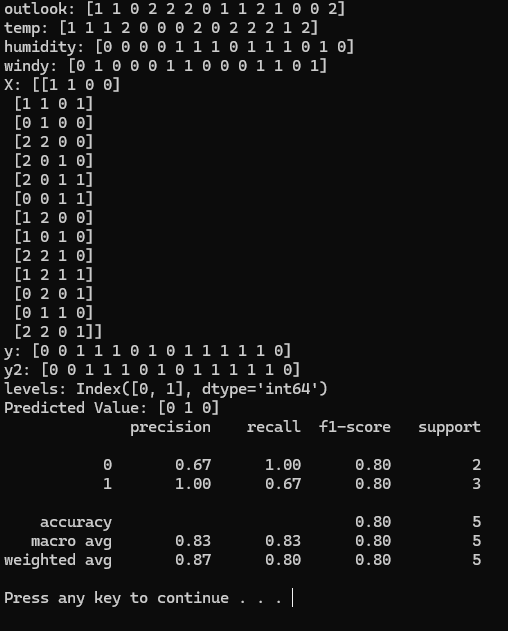 outlook: [1 1 0 2 2 2 0 1 1 2 1 0 0 2]
temp: [1 1 1 2 0 0 0 2 0 2 2 2 1 2]
humidity: [0 0 0 0 1 1 1 0 1 1 1 0 1 0]
windy: [0 1 0 0 0 1 1 0 0 0 1 1 0 1]
X: [[1 1 0 0]
 [1 1 0 1]
 [0 1 0 0]
 [2 2 0 0]
 [2 0 1 0]
 [2 0 1 1]
 [0 0 1 1]
 [1 2 0 0]
 [1 0 1 0]
 [2 2 1 0]
 [1 2 1 1]
 [0 2 0 1]
 [0 1 1 0]
 [2 2 0 1]]
y: [0 0 1 1 1 0 1 0 1 1 1 1 1 0]
y2: [0 0 1 1 1 0 1 0 1 1 1 1 1 0]
levels: Index([0, 1], dtype='int64')
Predicted Value: [0 1 0]
              precision    recall  f1-score   support

           0       0.67      1.00      0.80         2
           1       1.00      0.67      0.80         3

    accuracy                           0.80         5
   macro avg       0.83      0.83      0.80         5
weighted avg       0.87      0.80      0.80         5

Press any key to continue . . .